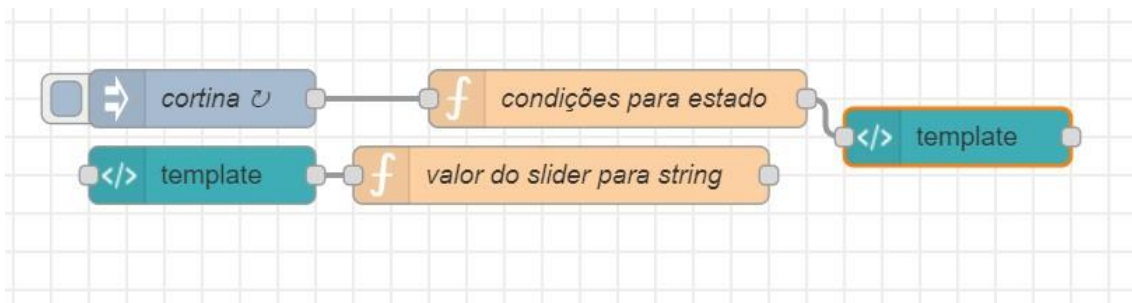 cortina ↻
condições para estado
</> template
</> template
valor do slider para string